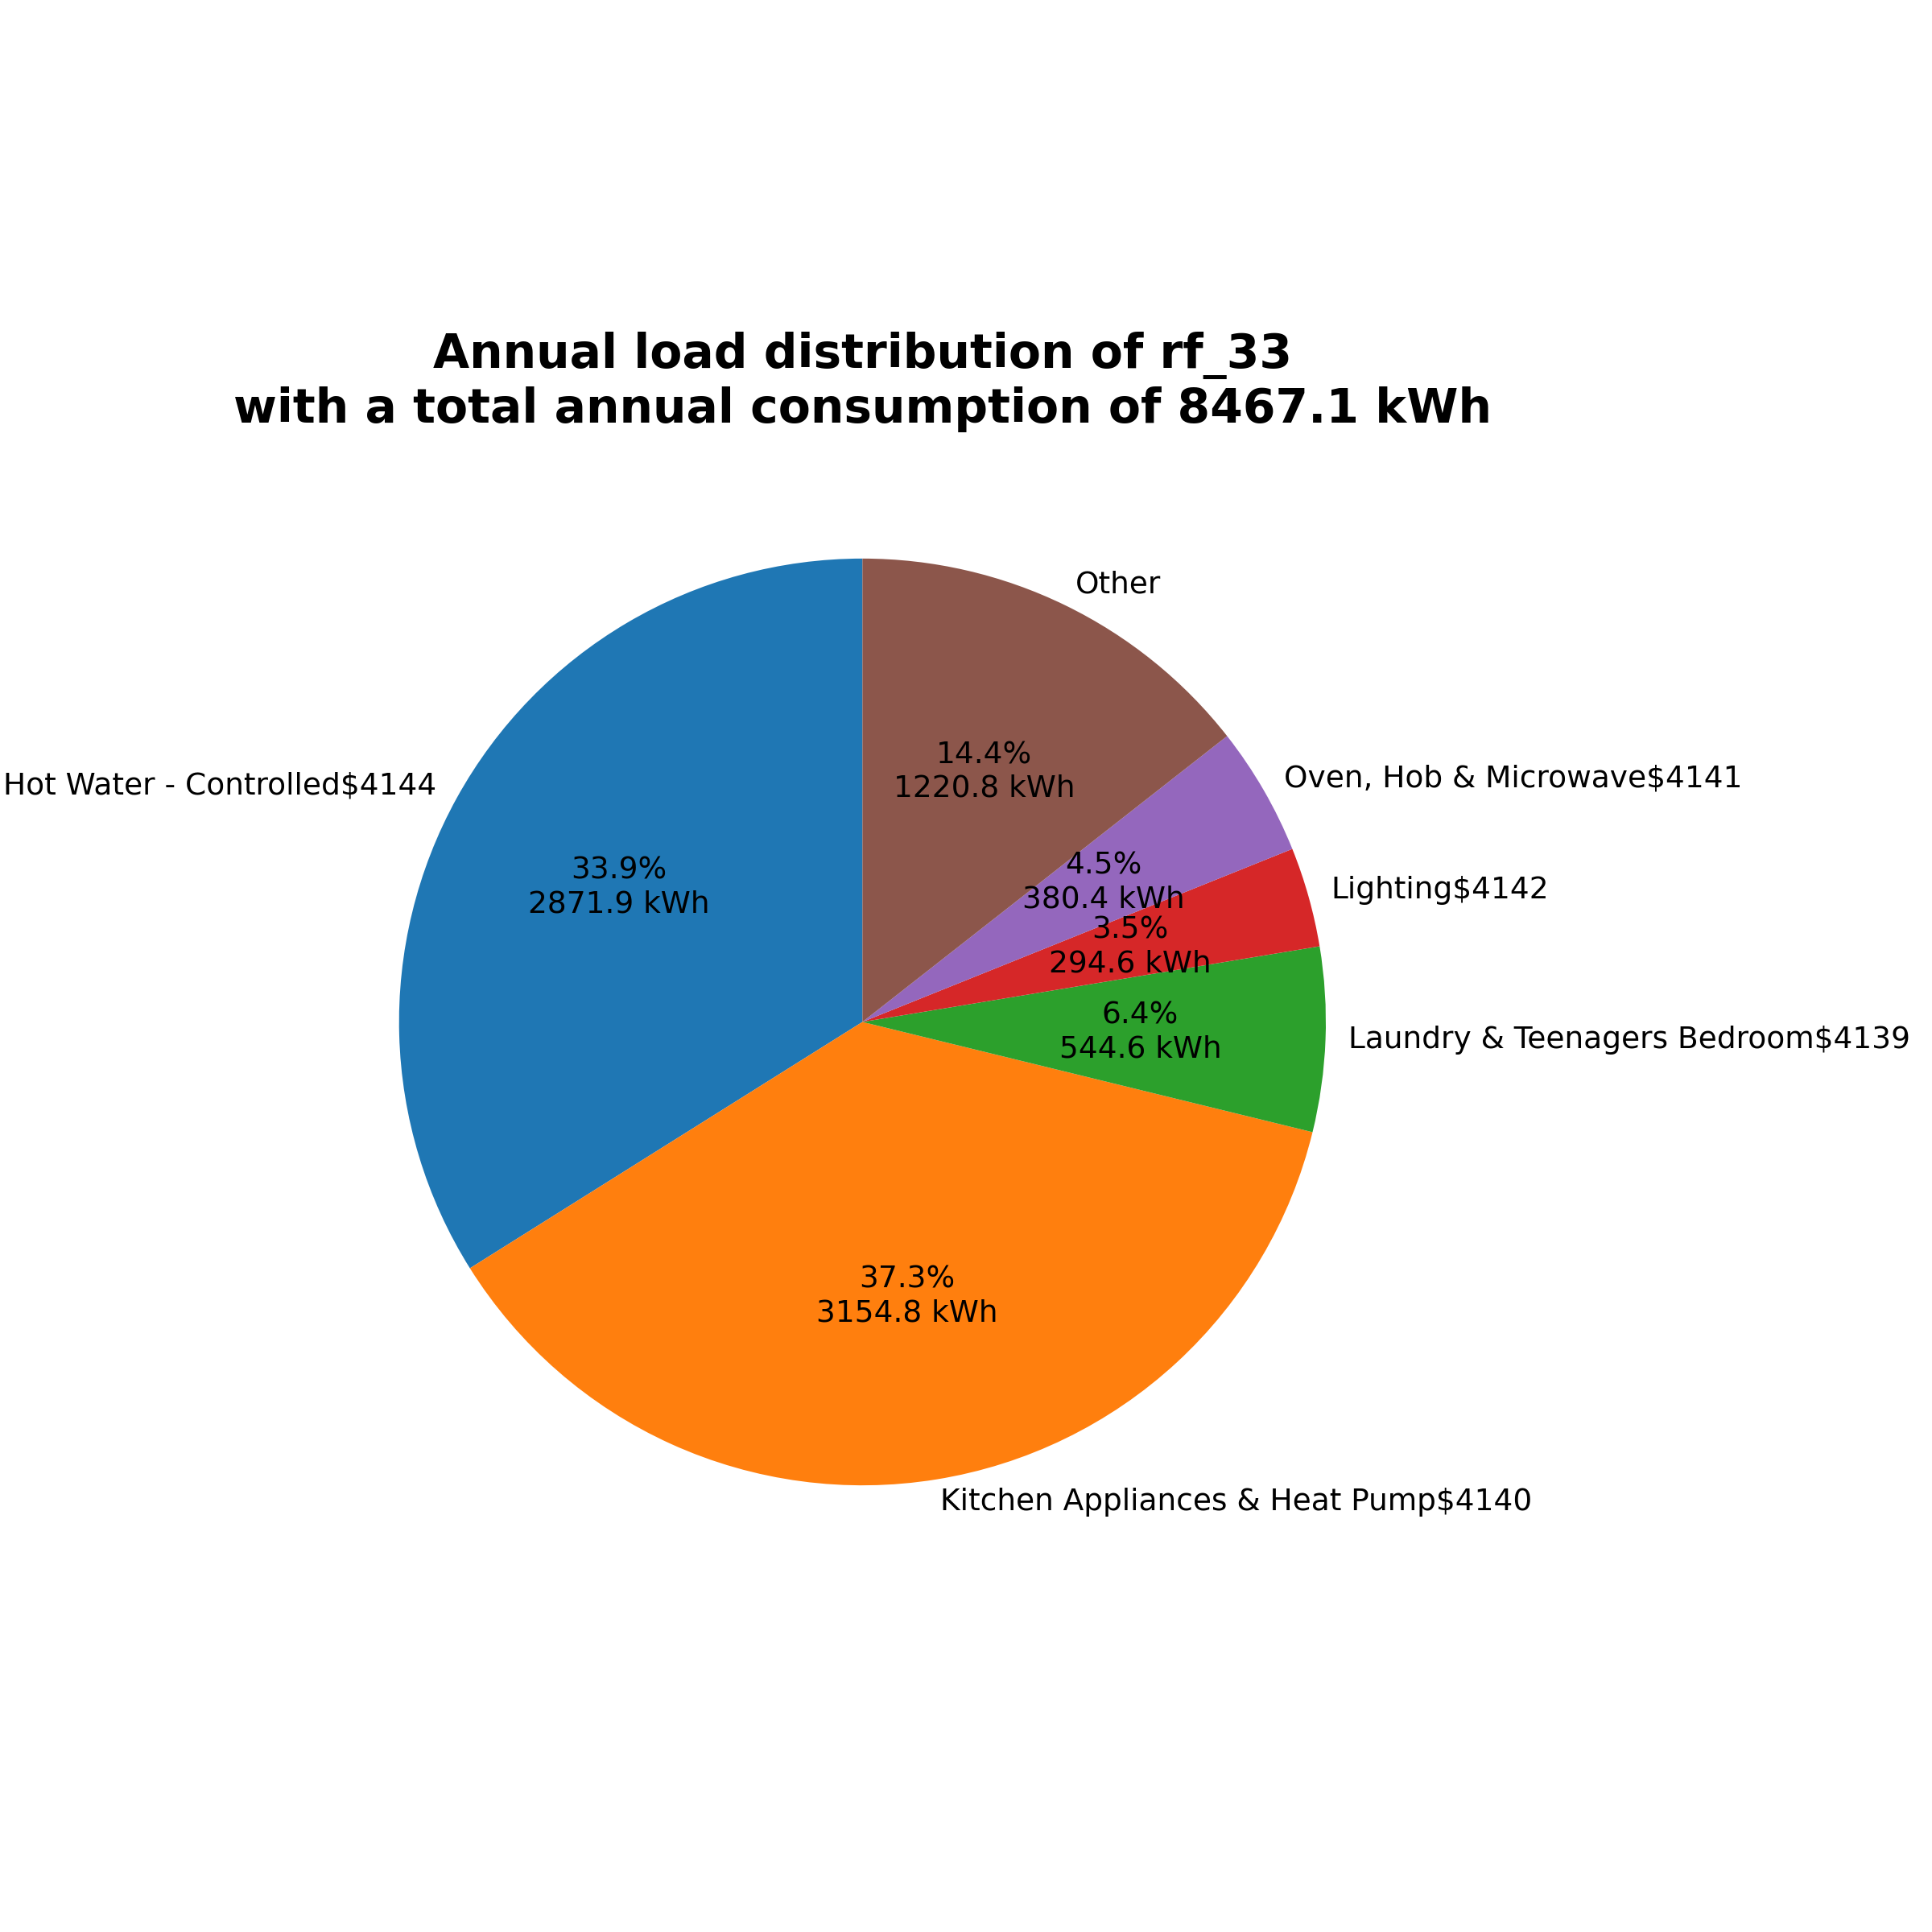 Annual load distribution of rf_33
with a total annual consumption of 8467.1 kWh
Other
14.4%
1220.8 kWh
Oven, Hob & Microwave$4141
4.5%
380.4 kWh
Lighting$4142
3.5%
294.6 kWh
Laundry & Teenagers Bedroom$4139
6.4%
544.6 kWh
Hot Water - Controlled$4144
33.9%
2871.9 kWh
37.3%
3154.8 kWh
Kitchen Appliances & Heat Pump$4140